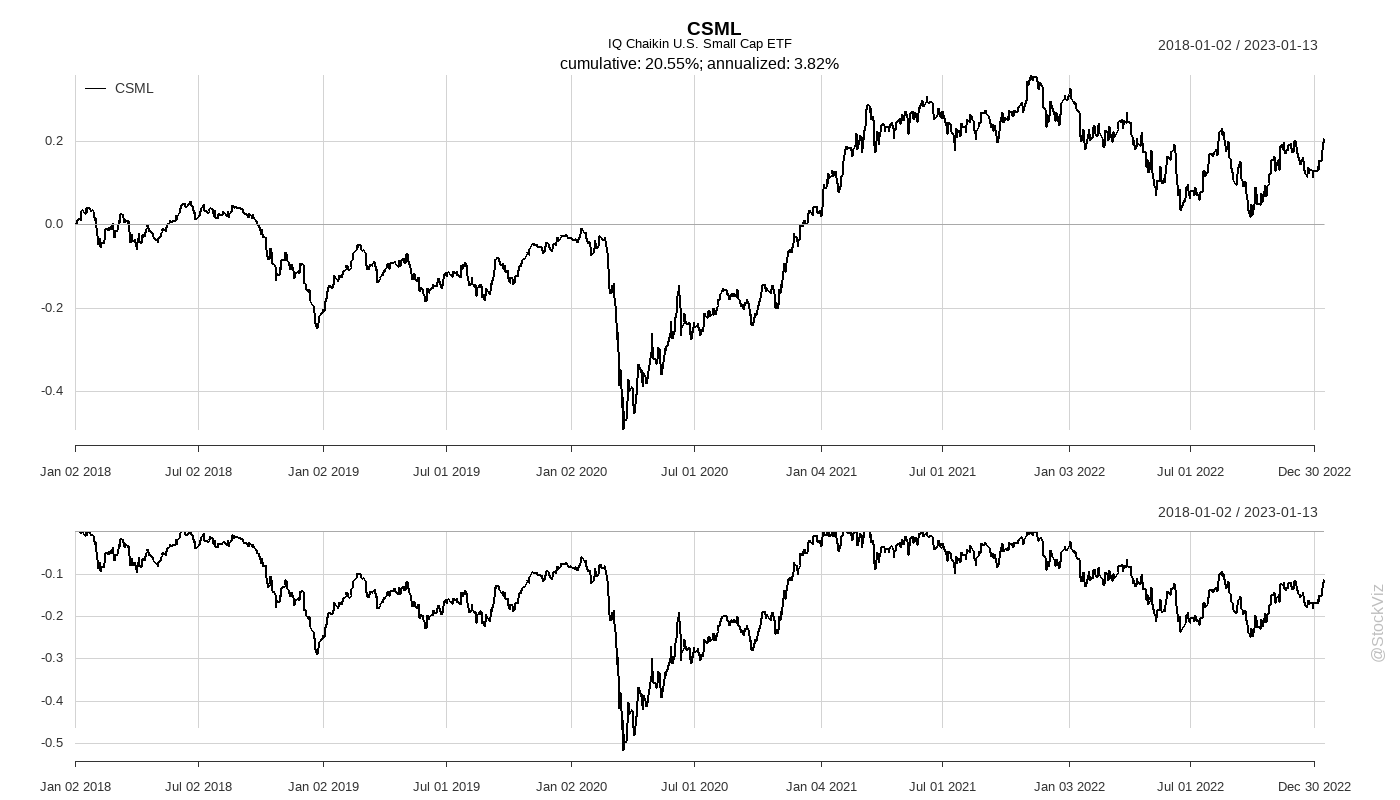 CSML
IQ Chaikin U.S. Small Cap ETF
cumulative: 20.55%; annualized: 3.82%
2018-01-02 / 2023-01-13
CSML
0.2
0.0
-0.2
-0.4
Jan 02 2018 Jul 02 2018 Jan 02 2019 Jul 01 2019 Jan 02 2020 Jul 01 2020 Jan 04 2021 Jul 01 2021 Jan 03 2022 Jul 01 2022 Dec 30 2022
2018-01-02 / 2023-01-13
-0.1
-0.2
-0.3
-0.4
-0.5
Jan 02 2018 Jul 02 2018 Jan 02 2019 Jul 01 2019 Jan 02 2020 Jul 01 2020 Jan 04 2021 Jul 01 2021 Jan 03 2022 Jul 01 2022 Dec 30 2022
@StockViz